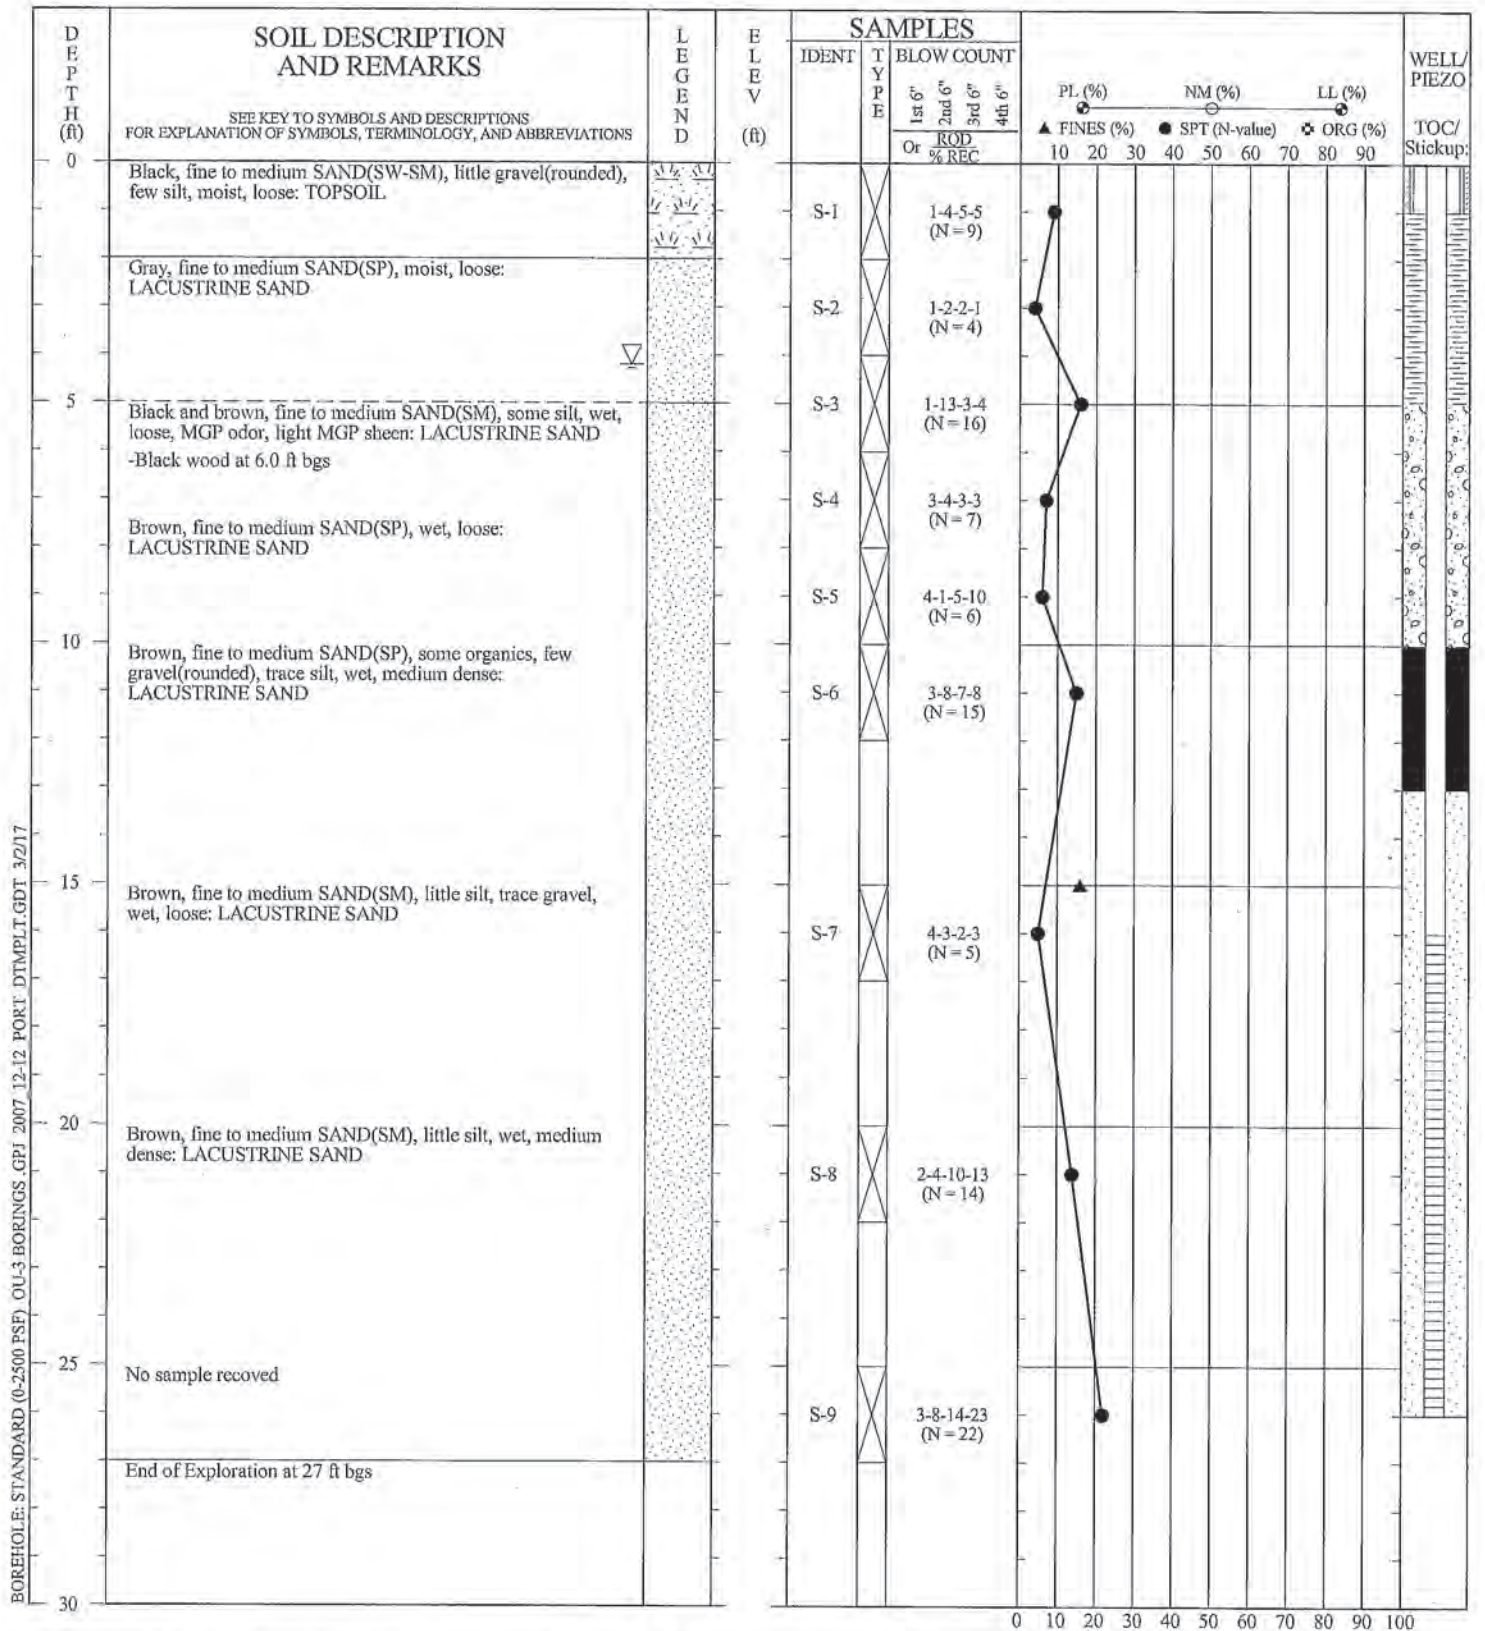 DEPTH
(ft)
SOIL DESCRIPTION
AND REMARKS
SEE KEY TO SYMBOLS AND DESCRIPTIONS
FOR EXPLANATION OF SYMBOLS, TERMINOLOGY, AND ABBREVIATIONS
LEGEND
ELEV
(ft)
SAMPLES
IDENT
TYPE
BLOW COUNT
1st 6"
2nd 6"
3rd 6"
4th 6"
Or RQD
% REC
PL (%)
NM (%)
LL (%)
▲ FINES (%)
● SPT (N-value)
ORG (%)
10 20 30 40 50 60 70 80 90
WELL/
PIEZO
TOC/
Stickup:
0
Black, fine to medium SAND(SW-SM), little gravel(rounded),
few silt, moist, loose: TOPSOIL
S-1
1-4-5-5
(N = 9)
Gray, fine to medium SAND(SP), moist, loose:
LACUSTRINE SAND
S-2
1-2-2-1
(N = 4)
5
Black and brown, fine to medium SAND(SM), some silt, wet,
loose, MGP odor, light MGP sheen: LACUSTRINE SAND
-Black wood at 6.0 ft bgs
S-3
1-13-3-4
(N = 16)
S-4
3-4-3-3
(N = 7)
Brown, fine to medium SAND(SP), wet, loose:
LACUSTRINE SAND
S-5
4-1-5-10
(N = 6)
10
Brown, fine to medium SAND(SP), some organics, few
gravel(rounded), trace silt, wet, medium dense:
LACUSTRINE SAND
S-6
3-8-7-8
(N = 15)
15
Brown, fine to medium SAND(SM), little silt, trace gravel,
wet, loose: LACUSTRINE SAND
S-7
4-3-2-3
(N = 5)
20
Brown, fine to medium SAND(SM), little silt, wet, medium
dense: LACUSTRINE SAND
S-8
2-4-10-13
(N = 14)
25
No sample recoved
S-9
3-8-14-23
(N = 22)
End of Exploration at 27 ft bgs
30
0 10 20 30 40 50 60 70 80 90 100
BOREHOLE: STANDARD (0-2500 PSF) OU-3 BORINGS .GPJ 2007_12-12 PORT_DTMPLT.GDT 3/2/17